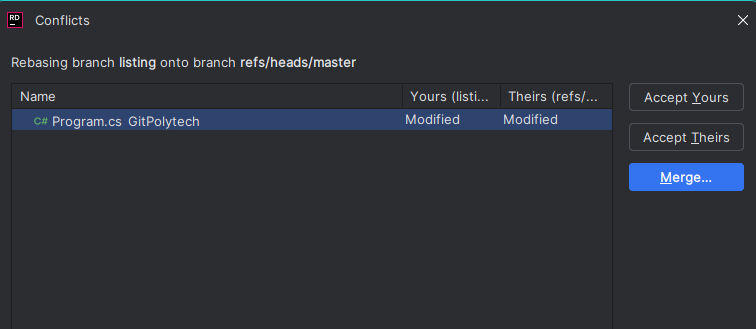 RD
Conflicts
Rebasing branch listing onto branch refs/heads/master
Name Yours (listi... Theirs (refs/...
C# Program.cs GitPolytech Modified Modified
Accept Yours
Accept Theirs
Merge...